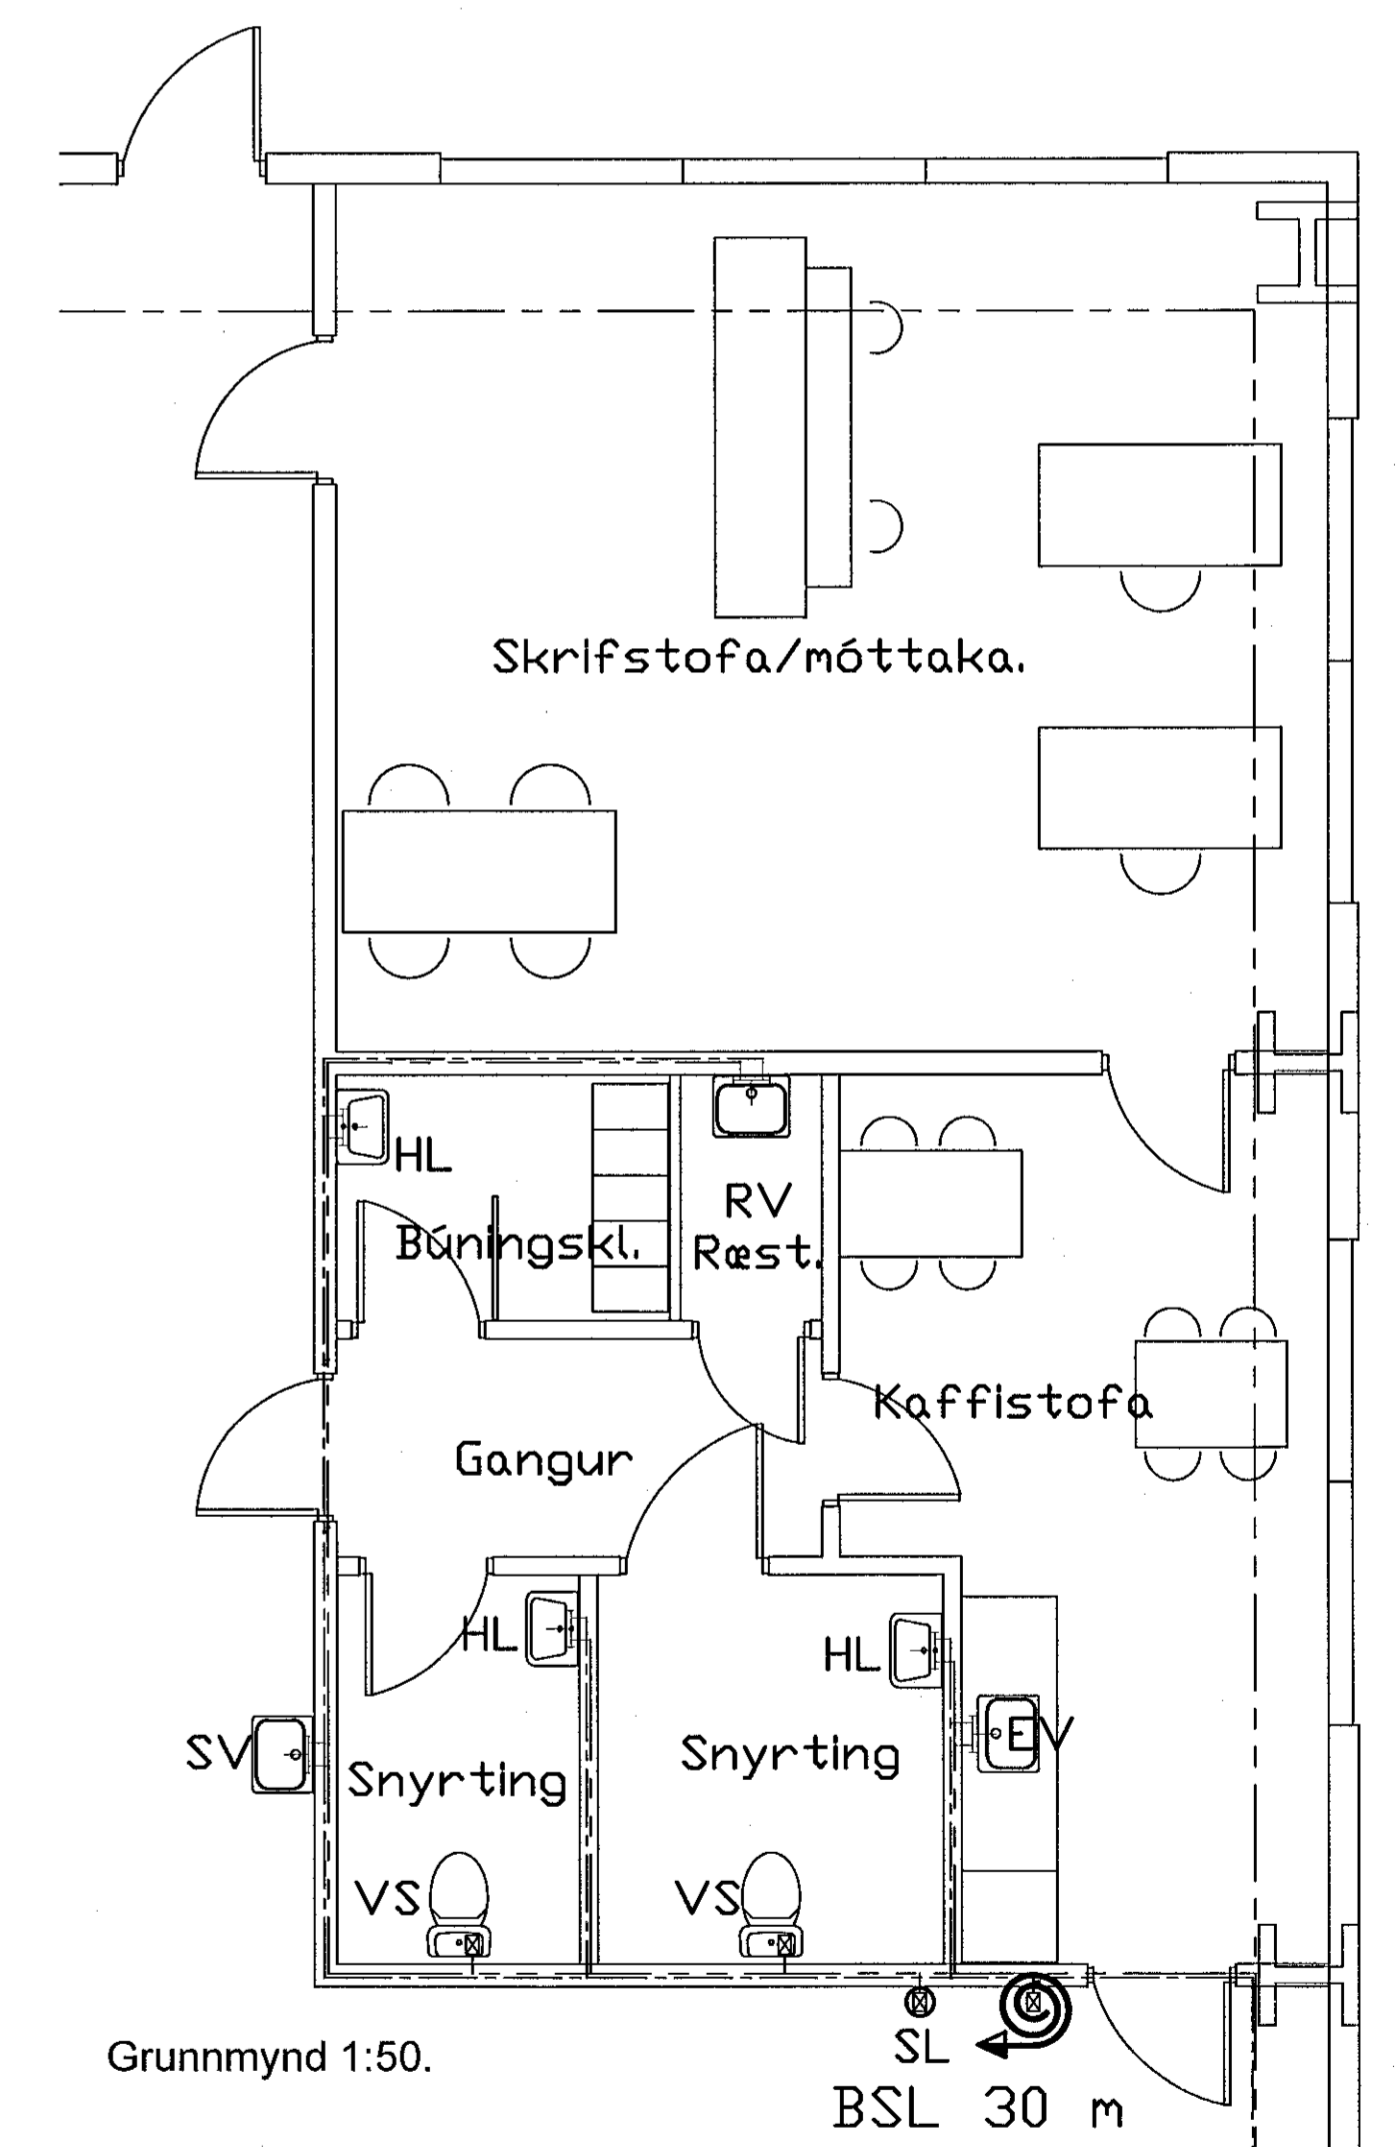 Skrifstofa/móttaka.
HL
RV
Búningskl.
Ræst.
Kaffistofa
Gangur
HL
HL
SV
EV
Snyrting
Snyrting
VS
VS
SL
Grunnmynd 1:50.
BSL 30 m